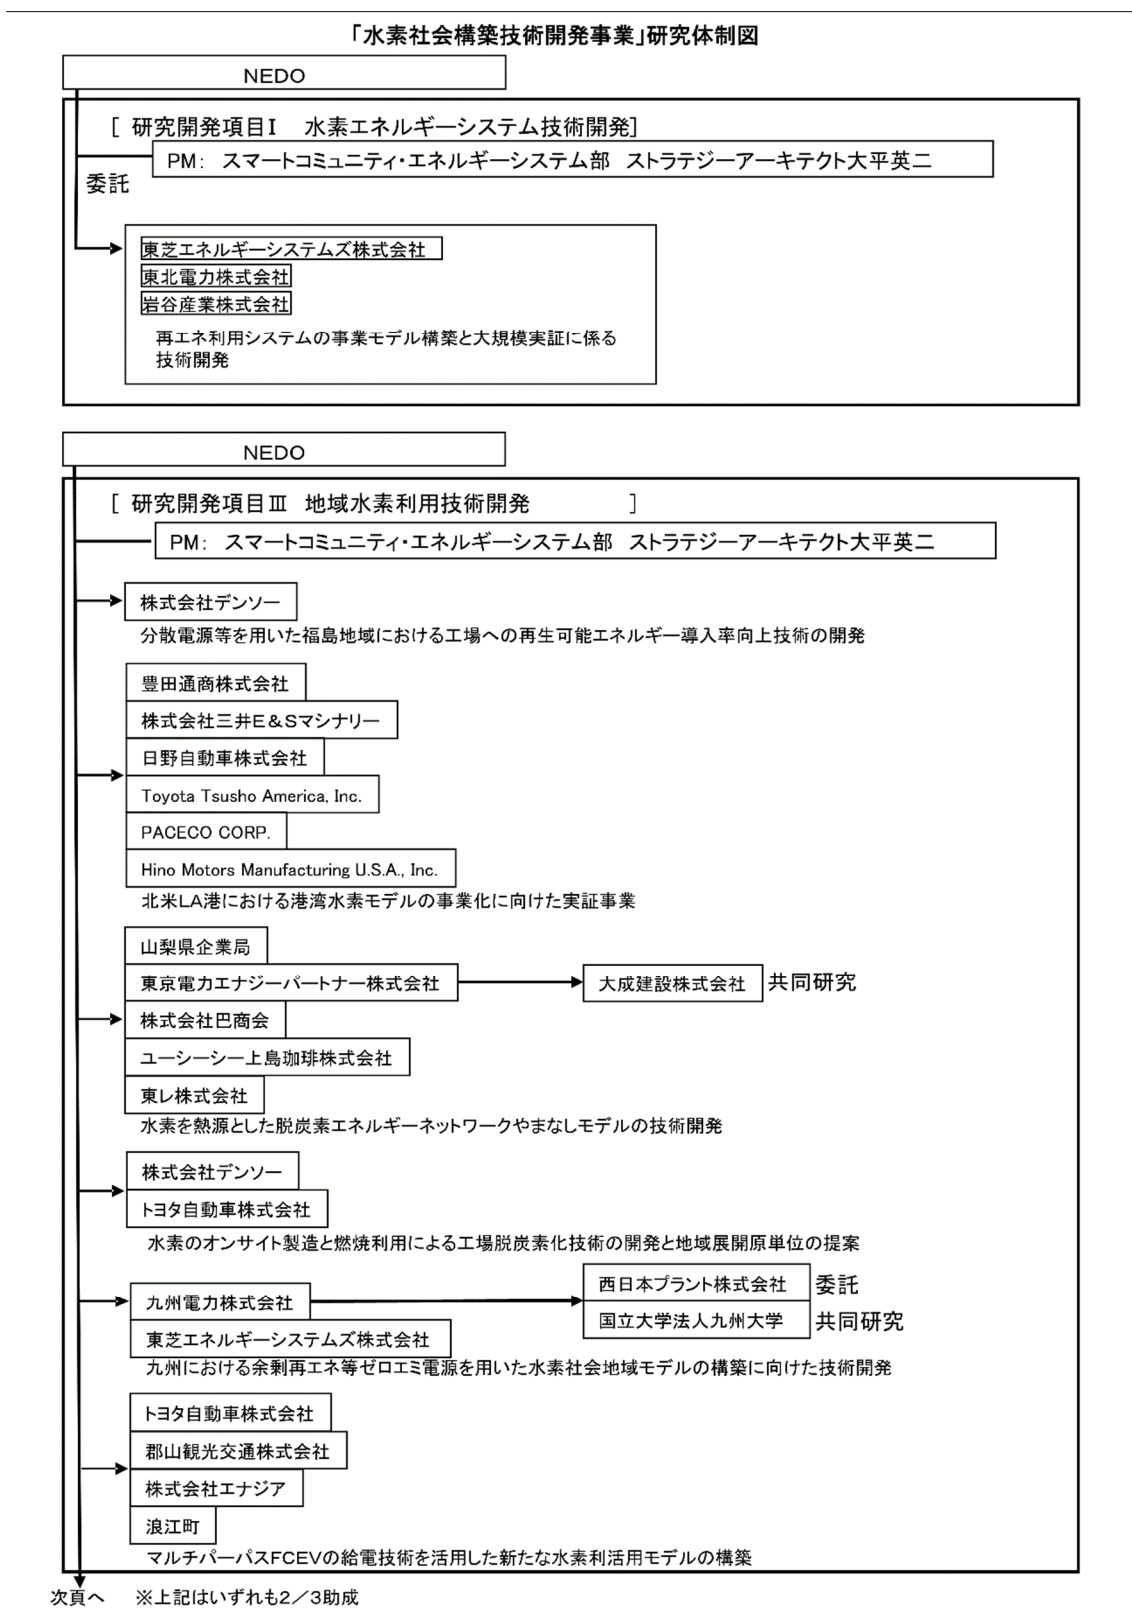 「水素社会構築技術開発事業」研究体制図
NEDO
[ 研究開発項目Ⅰ　水素エネルギーシステム技術開発]
PM:　スマートコミュニティ・エネルギーシステム部　ストラテジーアーキテクト大平英二
委託
東芝エネルギーシステムズ株式会社
東北電力株式会社
岩谷産業株式会社
再エネ利用システムの事業モデル構築と大規模実証に係る
技術開発
NEDO
[ 研究開発項目Ⅲ　地域水素利用技術開発　　　　　]
PM:　スマートコミュニティ・エネルギーシステム部　ストラテジーアーキテクト大平英二
株式会社デンソー
分散電源等を用いた福島地域における工場への再生可能エネルギー導入率向上技術の開発
豊田通商株式会社
株式会社三井E&Sマシナリー
日野自動車株式会社
Toyota Tsusho America, Inc.
PACECO CORP.
Hino Motors Manufacturing U.S.A., Inc.
北米LA港における港湾水素モデルの事業化に向けた実証事業
山梨県企業局
東京電力エナジーパートナー株式会社
大成建設株式会社 共同研究
株式会社巴商会
ユーシーシー上島珈琲株式会社
東レ株式会社
水素を熱源とした脱炭素エネルギーネットワークやまなしモデルの技術開発
株式会社デンソー
トヨタ自動車株式会社
水素のオンサイト製造と燃焼利用による工場脱炭素化技術の開発と地域展開原単位の提案
西日本プラント株式会社 委託
九州電力株式会社
国立大学法人九州大学 共同研究
東芝エネルギーシステムズ株式会社
九州における余剰再エネ等ゼロエミ電源を用いた水素社会地域モデルの構築に向けた技術開発
トヨタ自動車株式会社
郡山観光交通株式会社
株式会社エナジア
浪江町
マルチパーパスFCEVの給電技術を活用した新たな水素利活用モデルの構築
次頁へ　※上記はいずれも2/3助成